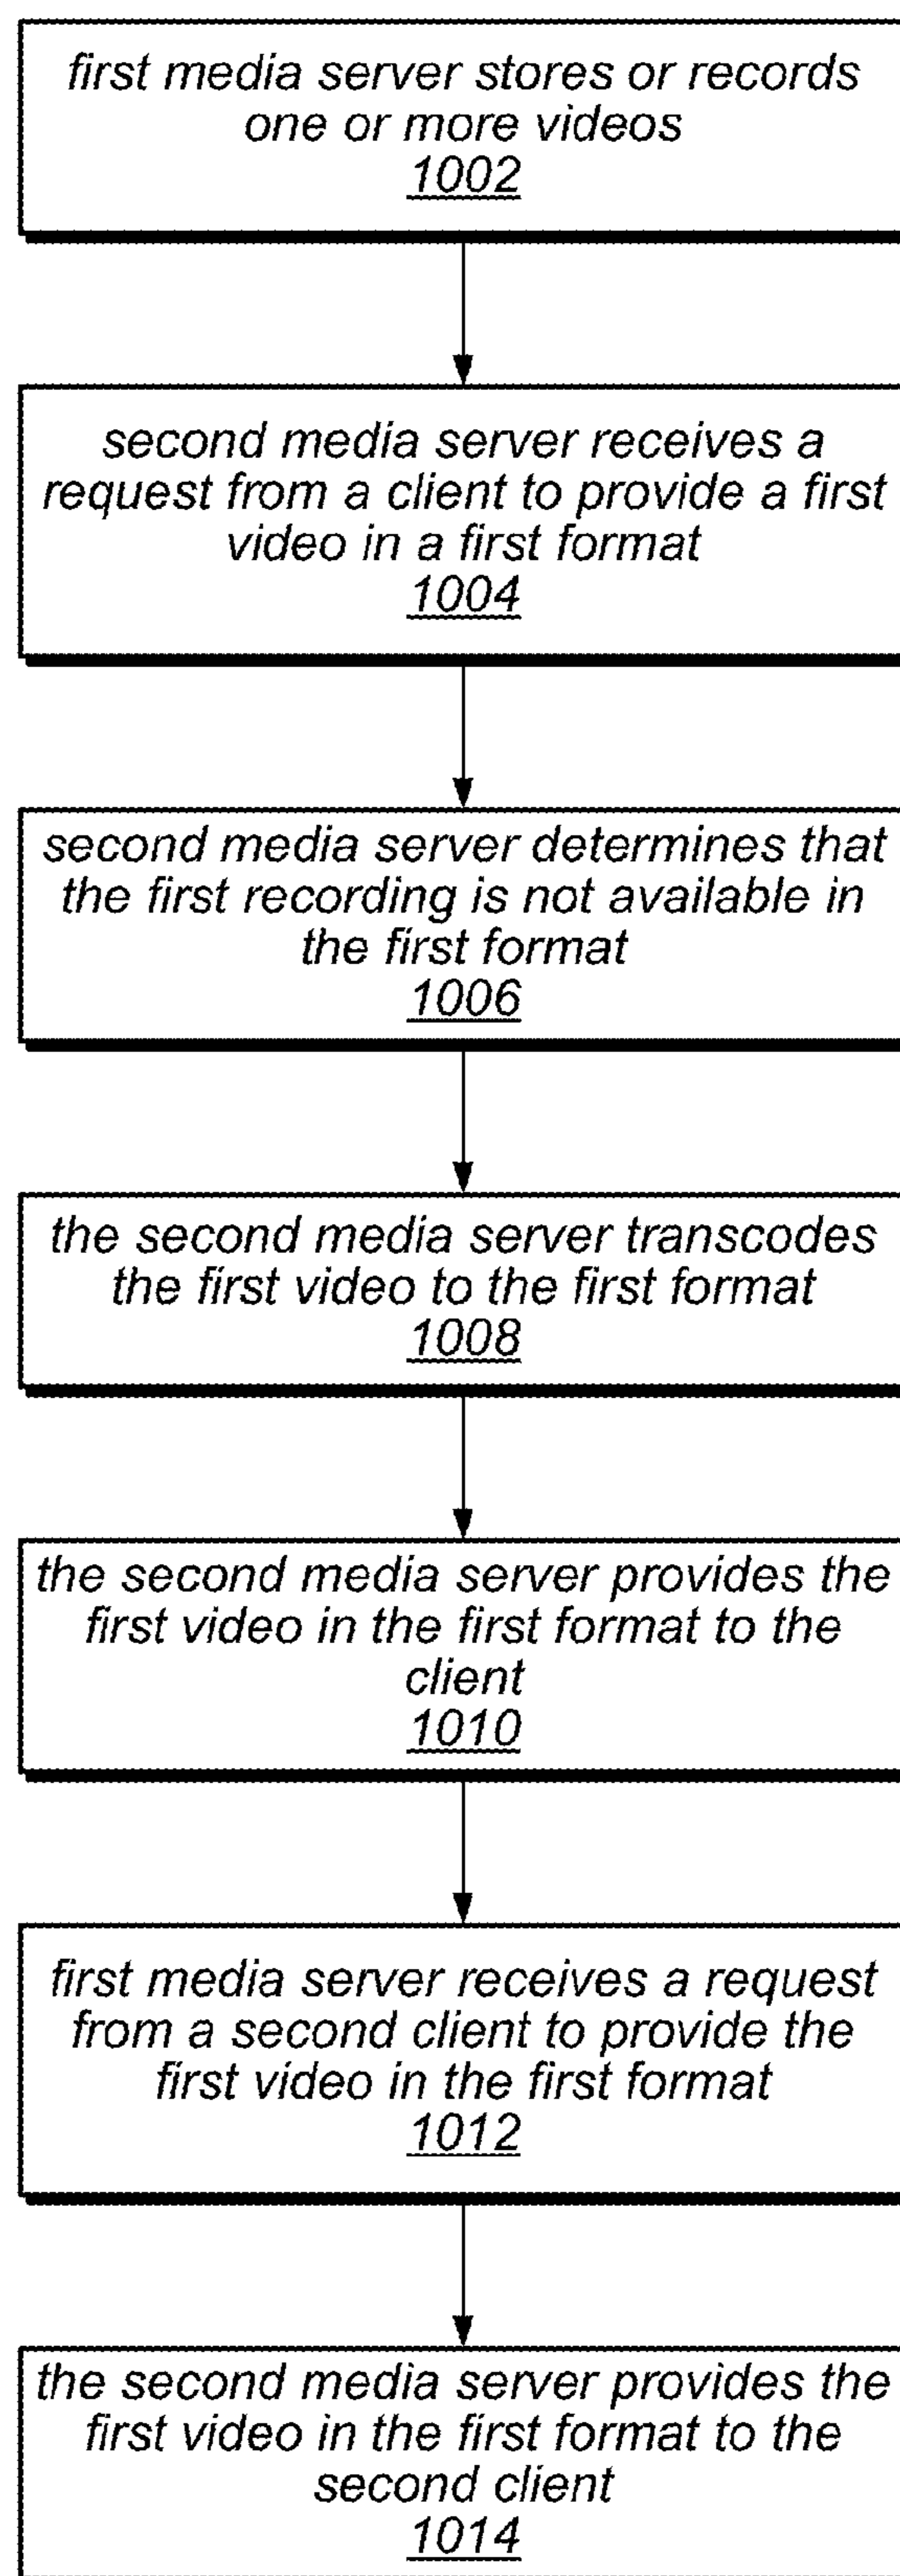 first media server stores or records
one or more videos
1002
second media server receives a
request from a client to provide a first
video in a first format
1004
second media server determines that
the first recording is not available in
the first format
1006
the second media server transcodes
the first video to the first format
1008
the second media server provides the
first video in the first format to the
client
1010
first media server receives a request
from a second client to provide the
first video in the first format
1012
the second media server provides the
first video in the first format to the
second client
1014